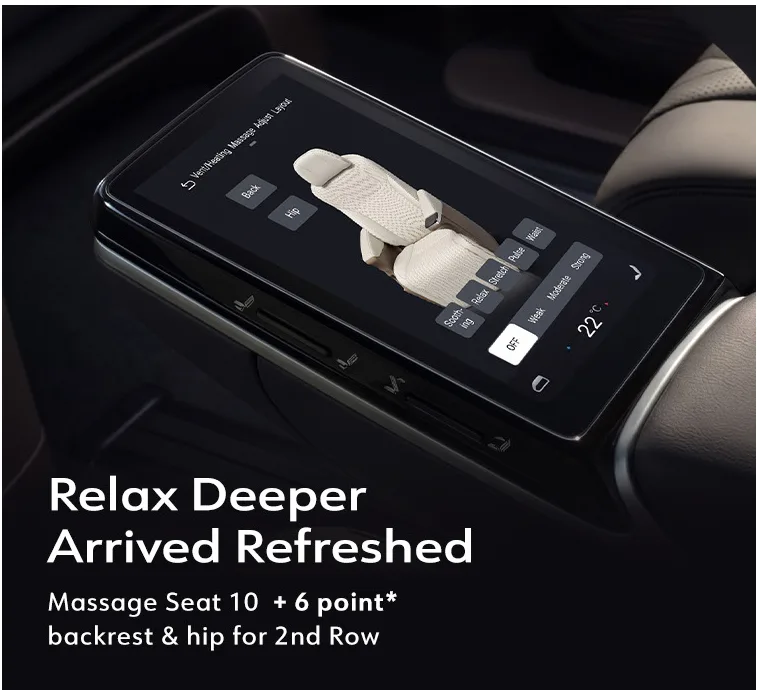 Vent/Heating Massage Adjust Layout
Back
Hip
Waist
Pulse
Stretch
Relax
Sooth-
ing
OFF Weak Moderate Strong
22 °C
Relax Deeper
Arrived Refreshed
Massage Seat 10 + 6 point*
backrest & hip for 2nd Row